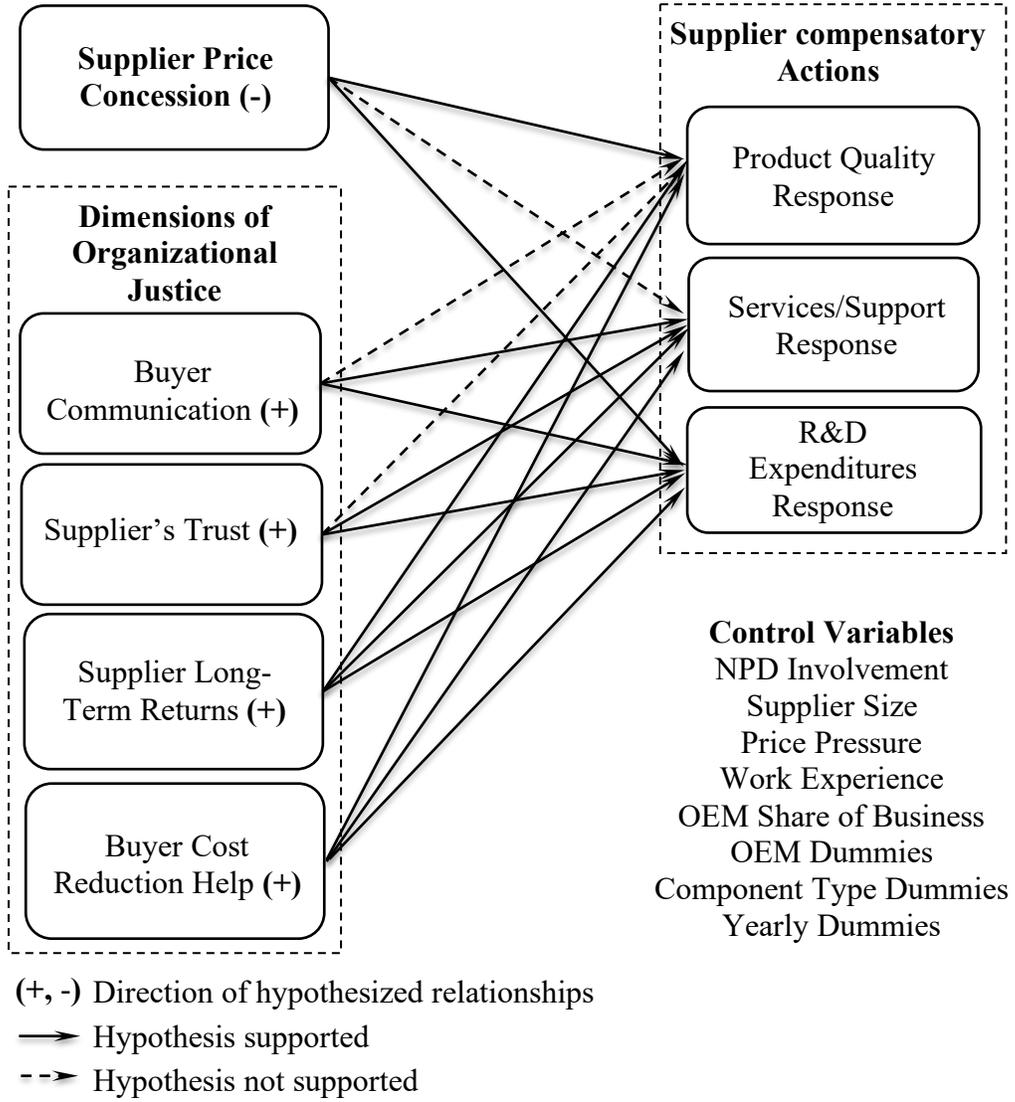 Supplier Price
Concession (-)
Dimensions of
Organizational
Justice
Buyer
Communication (+)
Supplier’s Trust (+)
Supplier Long-
Term Returns (+)
Buyer Cost
Reduction Help (+)
Supplier compensatory
Actions
Product Quality
Response
Services/Support
Response
R&D
Expenditures
Response
Control Variables
NPD Involvement
Supplier Size
Price Pressure
Work Experience
OEM Share of Business
OEM Dummies
Component Type Dummies
Yearly Dummies
(+, -) Direction of hypothesized relationships
Hypothesis supported
Hypothesis not supported